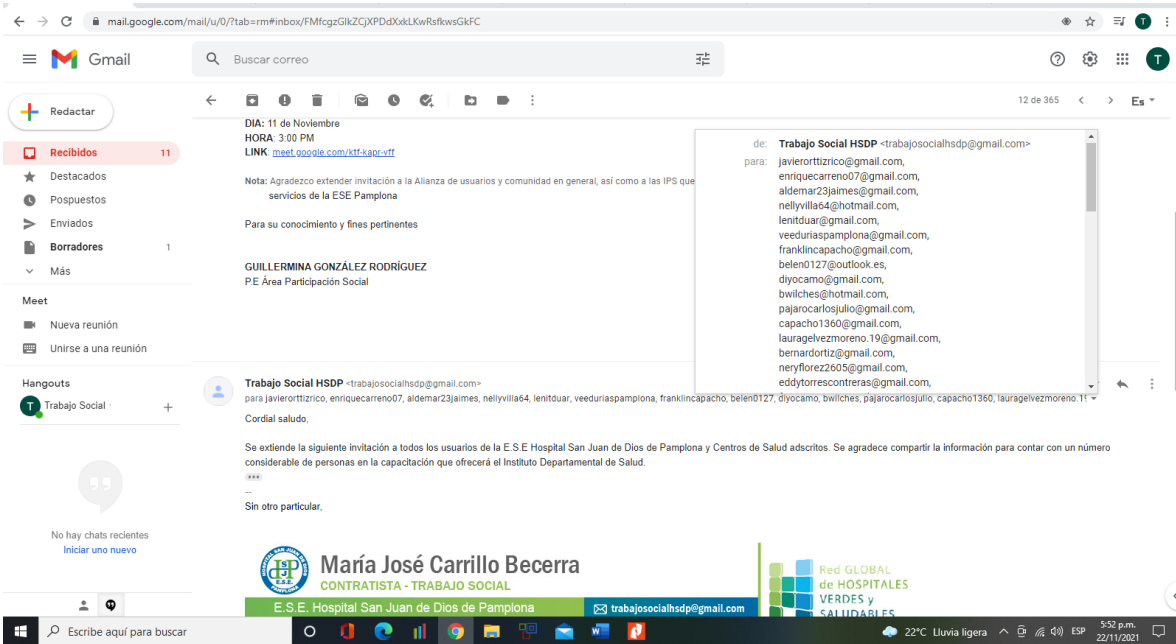 mail.google.com/mail/u/0/?tab=rm#inbox/FMfcgzGlkZCjXPDdXxkLKwRsfkwsGkFC
T
Gmail
Buscar correo
T
Redactar
12 de 365
Es
Recibidos 11
Destacados
Pospuestos
Enviados
Borradores 1
Más
Meet
Nueva reunión
Unirse a una reunión
Hangouts
T Trabajo Social
No hay chats recientes
Iniciar uno nuevo
DIA: 11 de Noviembre
HORA: 3:00 PM
LINK: meet.google.com/ktf-kapr-vff
Nota: Agradezco extender invitación a la Alianza de usuarios y comunidad en general, así como a las IPS que
servicios de la ESE Pamplona
Para su conocimiento y fines pertinentes
GUILLERMINA GONZÁLEZ RODRÍGUEZ
P.E Área Participación Social
de: Trabajo Social HSDP <trabajosocialhsdp@gmail.com>
para: javierorttizrico@gmail.com,
enriquecarreno07@gmail.com,
aldemar23jaimes@gmail.com,
nellyvilla64@hotmail.com,
lenitduar@gmail.com,
veeduriaspamplona@gmail.com,
franklincapacho@gmail.com,
belen0127@outlook.es,
diyocamo@gmail.com,
bwilches@hotmail.com,
pajarocarlosjulio@gmail.com,
capacho1360@gmail.com,
lauragelvezmoreno.19@gmail.com,
bernardortiz@gmail.com,
neryflorez2605@gmail.com,
eddytorrescontreras@gmail.com,
Trabajo Social HSDP <trabajosocialhsdp@gmail.com>
para javierorttizrico, enriquecarreno07, aldemar23jaimes, nellyvilla64, lenitduar, veeduriaspamplona, franklincapacho, belen0127, diyocamo, bwilches, pajarocarlosjulio, capacho1360, lauragelvezmoreno.19
Cordial saludo,
Se extiende la siguiente invitación a todos los usuarios de la E.S.E Hospital San Juan de Dios de Pamplona y Centros de Salud adscritos. Se agradece compartir la información para contar con un número
considerable de personas en la capacitación que ofrecerá el Instituto Departamental de Salud.
--
Sin otro particular,
HOSPITAL SAN JUAN DE DIOS
E.S.E.
PAMPLONA
María José Carrillo Becerra
CONTRATISTA - TRABAJO SOCIAL
E.S.E. Hospital San Juan de Dios de Pamplona
trabajosocialhsdp@gmail.com
Red GLOBAL
de HOSPITALES
VERDES y
SALUDABLES
Escribe aquí para buscar
22°C Lluvia ligera
ESP
5:52 p.m.
22/11/2021